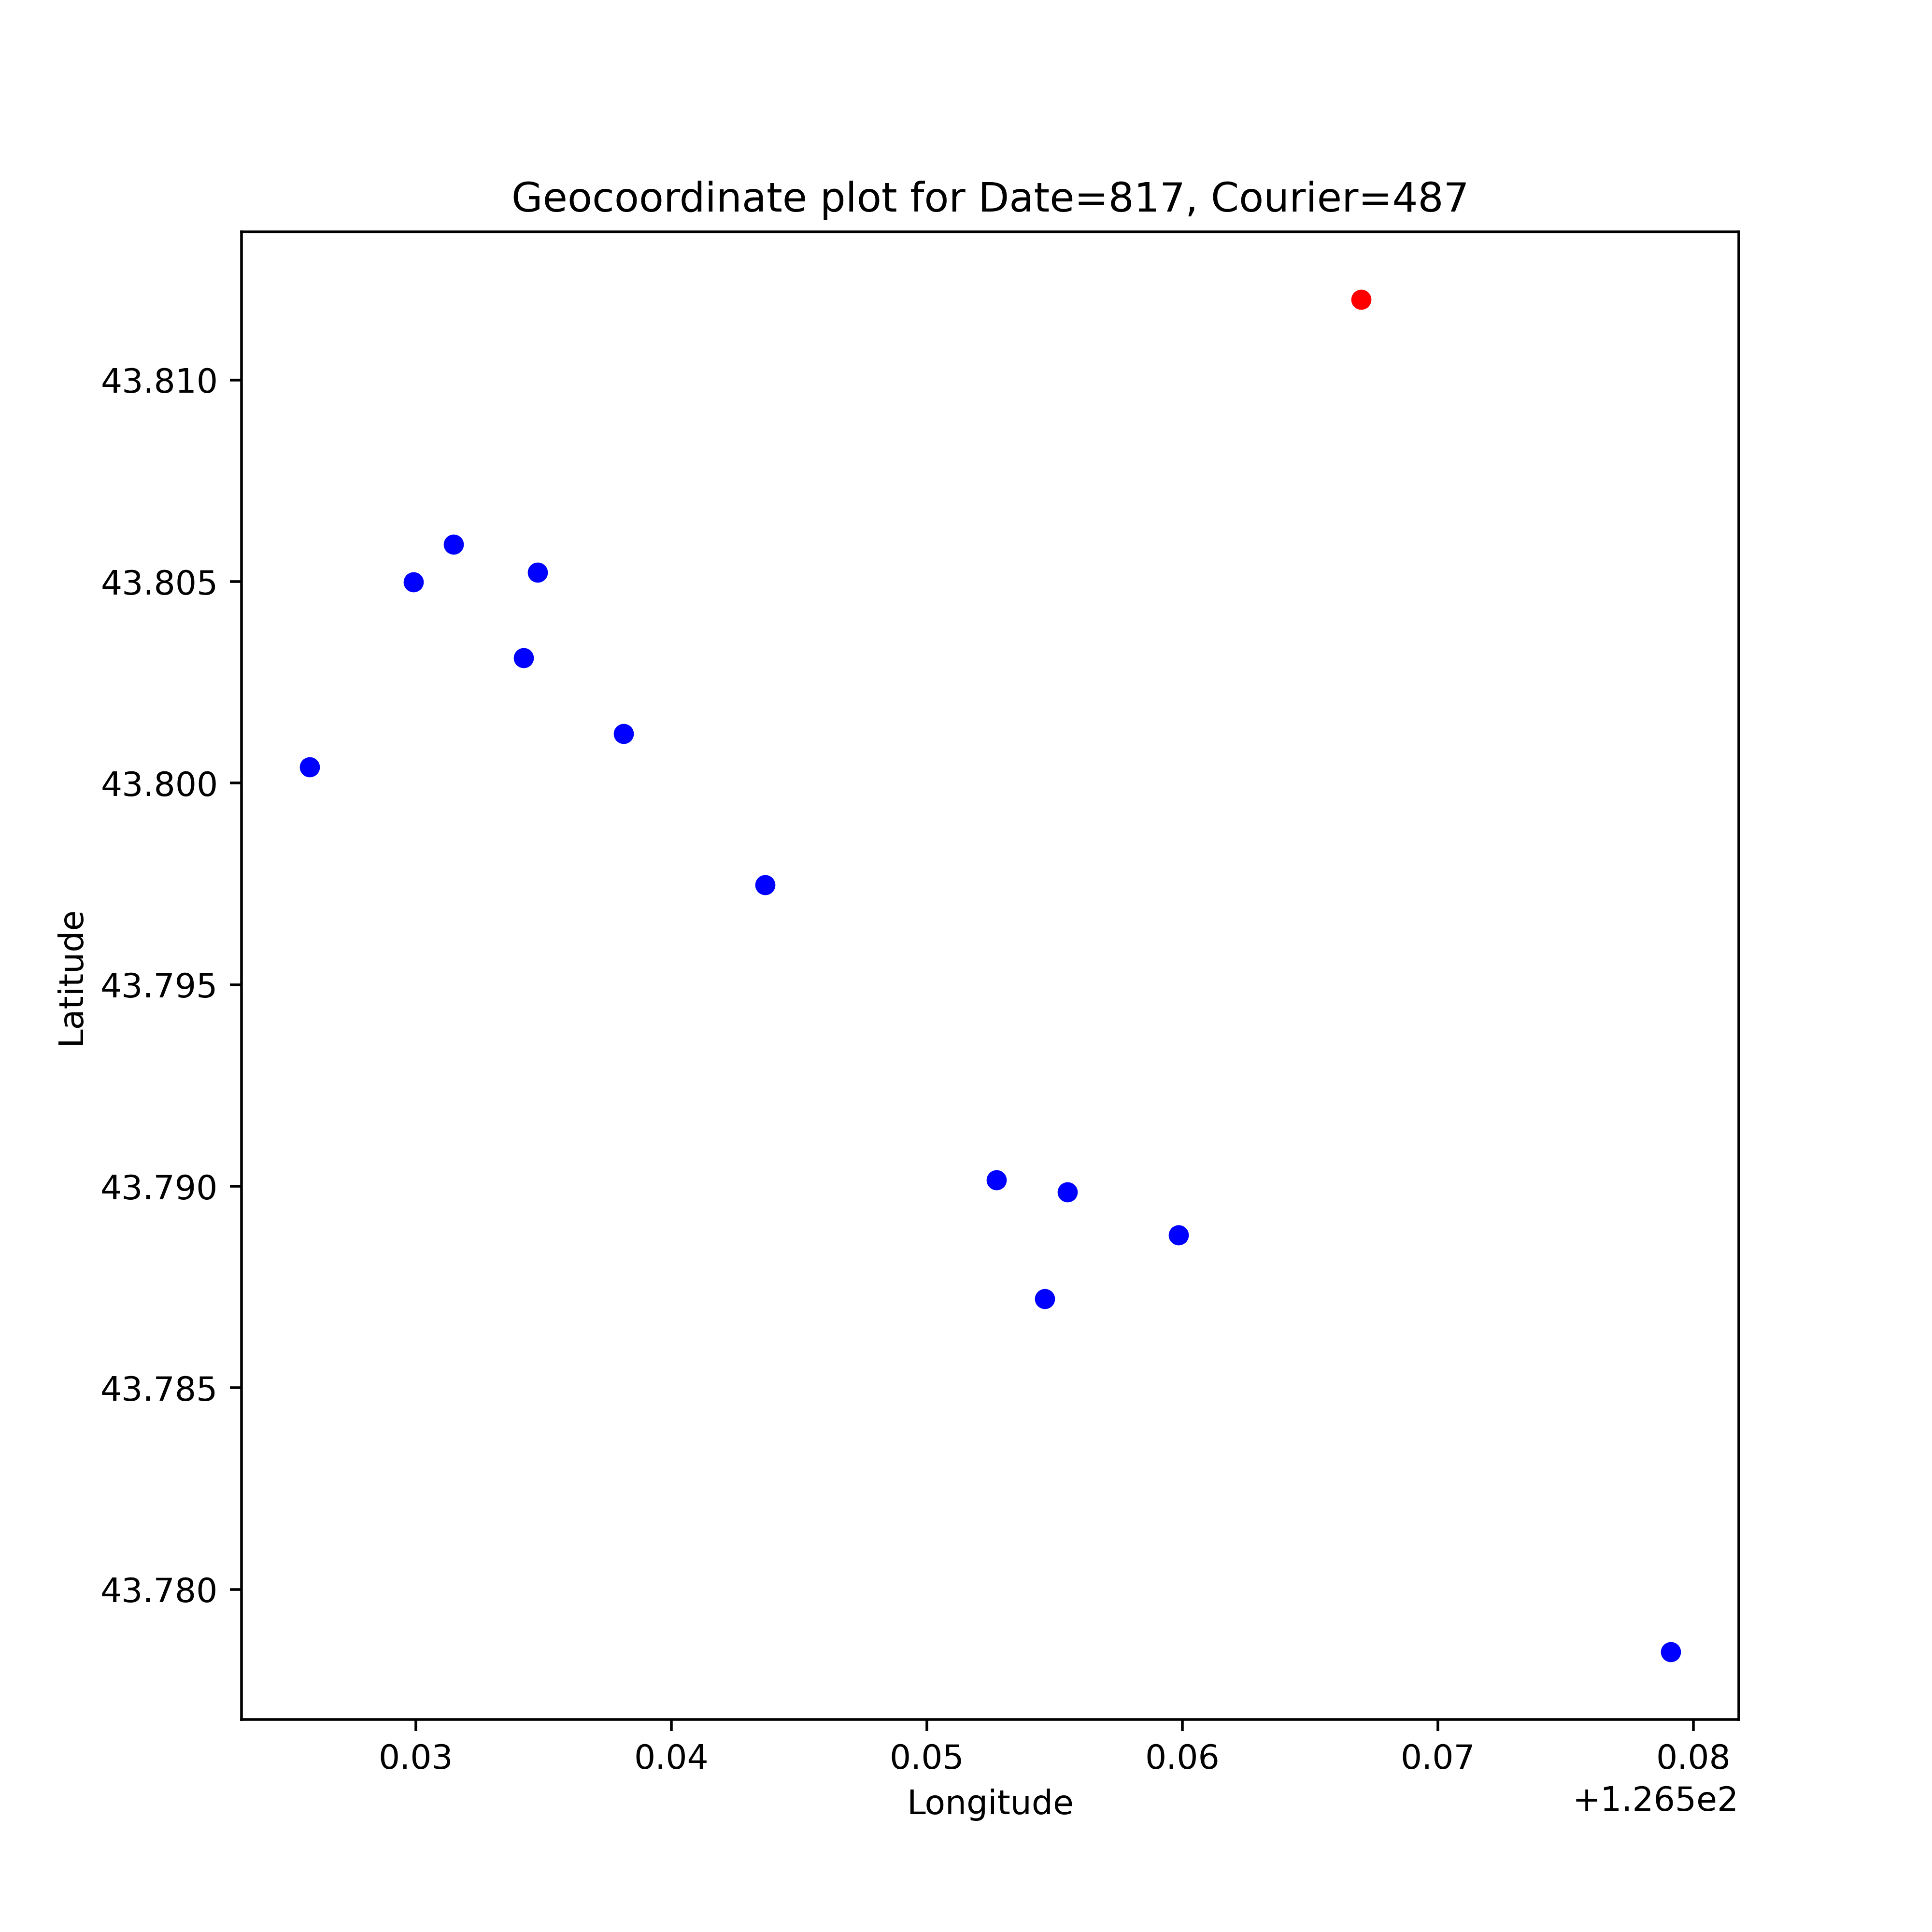 Geocoordinate plot for Date=817, Courier=487
43.810
43.805
43.800
43.795
43.790
43.785
43.780
Latitude
0.03 0.04 0.05 0.06 0.07 0.08
+1.265e2
Longitude